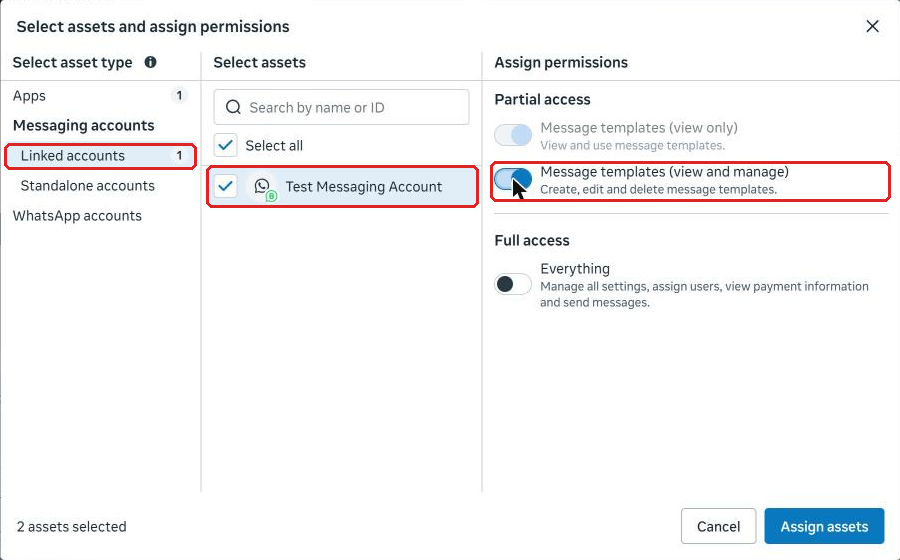 Select assets and assign permissions
Select asset type
Select assets
Assign permissions
Apps 1
Messaging accounts
Linked accounts 1
Standalone accounts
WhatsApp accounts
Search by name or ID
Select all
Test Messaging Account
Partial access
Message templates (view only)
View and use message templates.
Message templates (view and manage)
Create, edit and delete message templates.
Full access
Everything
Manage all settings, assign users, view payment information
and send messages.
2 assets selected
Cancel
Assign assets